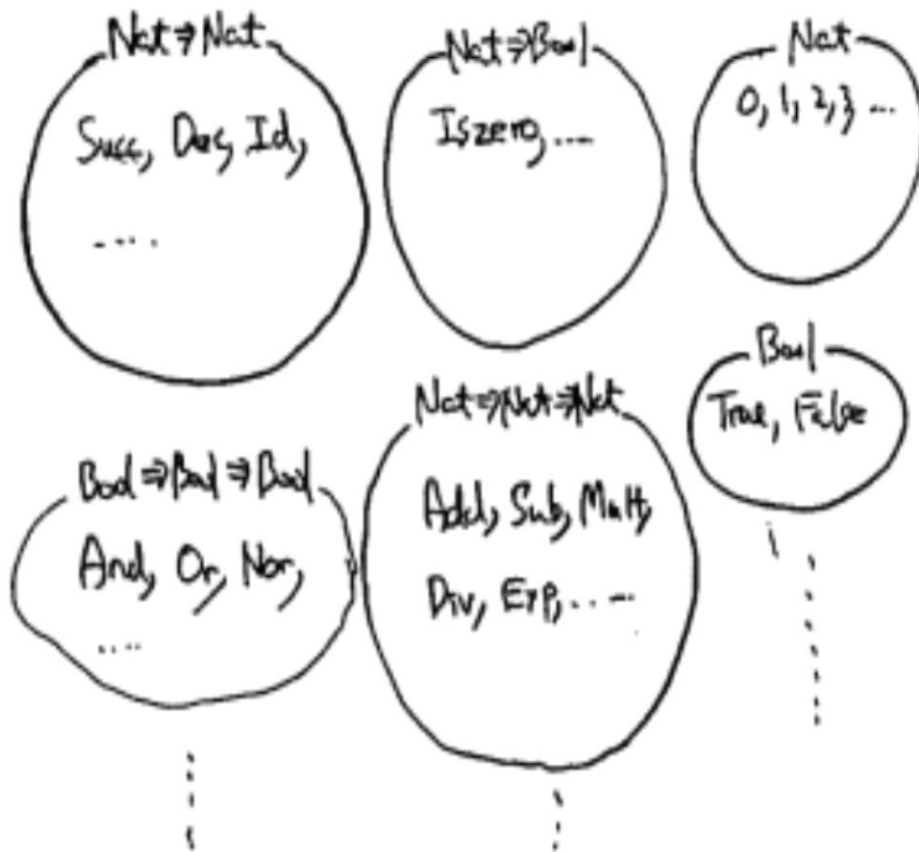 Nat⇒Nat
Succ, Dec, Id,
....
Nat⇒Bool
Iszero, ...
Nat
0, 1, 2, 3, ...
Bool
True, False
Nat⇒Nat⇒Nat
Add, Sub, Mult,
Div, Exp, ....
Bool⇒Bool⇒Bool
And, Or, Nor,
....